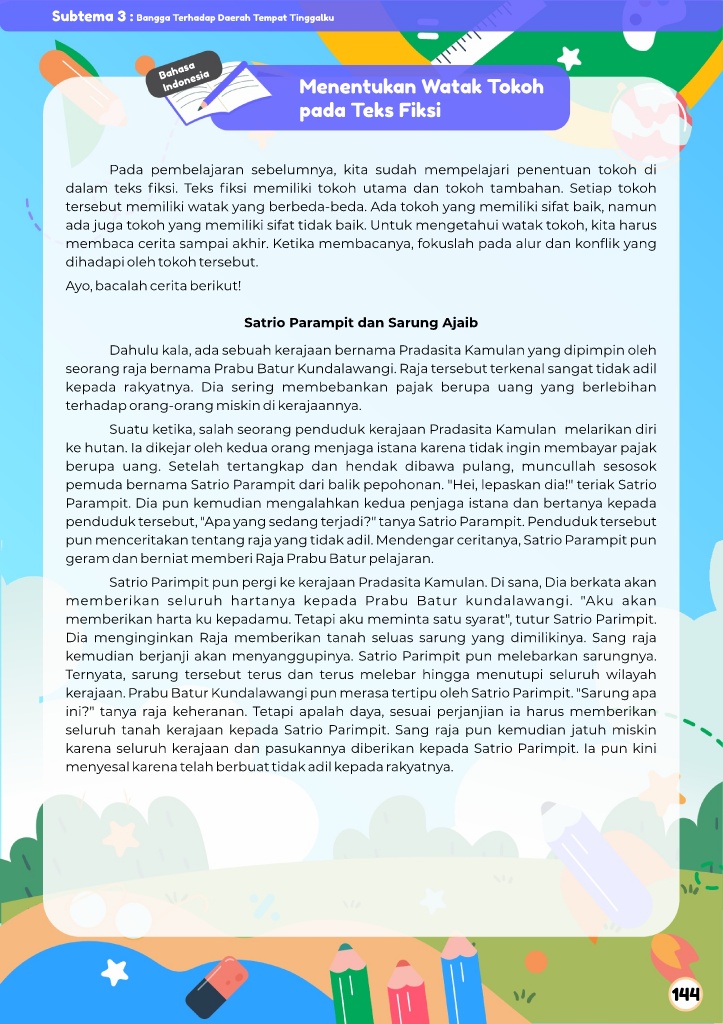 Subtema 3 : Bangga Terhadap Daerah Tempat Tinggalku
Bahasa
Indonesia
Menentukan Watak Tokoh
pada Teks Fiksi
Pada pembelajaran sebelumnya, kita sudah mempelajari penentuan tokoh di
dalam teks fiksi. Teks fiksi memiliki tokoh utama dan tokoh tambahan. Setiap tokoh
tersebut memiliki watak yang berbeda-beda. Ada tokoh yang memiliki sifat baik, namun
ada juga tokoh yang memiliki sifat tidak baik. Untuk mengetahui watak tokoh, kita harus
membaca cerita sampai akhir. Ketika membacanya, fokuslah pada alur dan konflik yang
dihadapi oleh tokoh tersebut.
Ayo, bacalah cerita berikut!
Satrio Parampit dan Sarung Ajaib
Dahulu kala, ada sebuah kerajaan bernama Pradasita Kamulan yang dipimpin oleh
seorang raja bernama Prabu Batur Kundalawangi. Raja tersebut terkenal sangat tidak adil
kepada rakyatnya. Dia sering membebankan pajak berupa uang yang berlebihan
terhadap orang-orang miskin di kerajaannya.
Suatu ketika, salah seorang penduduk kerajaan Pradasita Kamulan melarikan diri
ke hutan. Ia dikejar oleh kedua orang menjaga istana karena tidak ingin membayar pajak
berupa uang. Setelah tertangkap dan hendak dibawa pulang, muncullah sesosok
pemuda bernama Satrio Parampit dari balik pepohonan. "Hei, lepaskan dia!" teriak Satrio
Parampit. Dia pun kemudian mengalahkan kedua penjaga istana dan bertanya kepada
penduduk tersebut, "Apa yang sedang terjadi?" tanya Satrio Parampit. Penduduk tersebut
pun menceritakan tentang raja yang tidak adil. Mendengar ceritanya, Satrio Parampit pun
geram dan berniat memberi Raja Prabu Batur pelajaran.
Satrio Parimpit pun pergi ke kerajaan Pradasita Kamulan. Di sana, Dia berkata akan
memberikan seluruh hartanya kepada Prabu Batur kundalawangi. "Aku akan
memberikan harta ku kepadamu. Tetapi aku meminta satu syarat", tutur Satrio Parimpit.
Dia menginginkan Raja memberikan tanah seluas sarung yang dimilikinya. Sang raja
kemudian berjanji akan menyanggupinya. Satrio Parimpit pun melebarkan sarungnya.
Ternyata, sarung tersebut terus dan terus melebar hingga menutupi seluruh wilayah
kerajaan. Prabu Batur Kundalawangi pun merasa tertipu oleh Satrio Parimpit. "Sarung apa
ini?" tanya raja keheranan. Tetapi apalah daya, sesuai perjanjian ia harus memberikan
seluruh tanah kerajaan kepada Satrio Parimpit. Sang raja pun kemudian jatuh miskin
karena seluruh kerajaan dan pasukannya diberikan kepada Satrio Parimpit. Ia pun kini
menyesal karena telah berbuat tidak adil kepada rakyatnya.
144